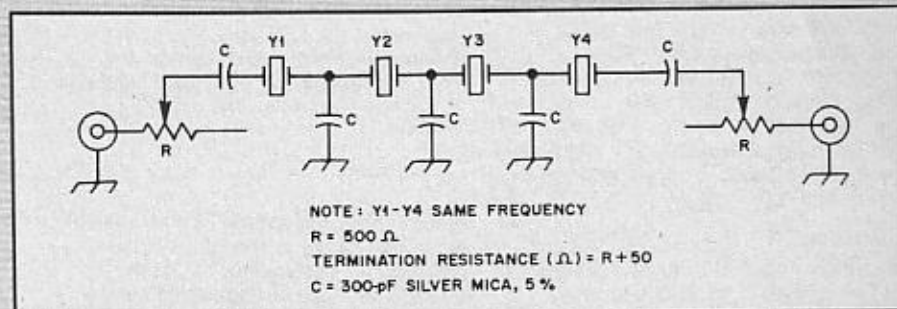 C Y1 Y2 Y3 Y4 C
C C C
R R
NOTE: Y1-Y4 SAME FREQUENCY
R = 500 Ω
TERMINATION RESISTANCE (Ω) = R+50
C = 300-pF SILVER MICA, 5%